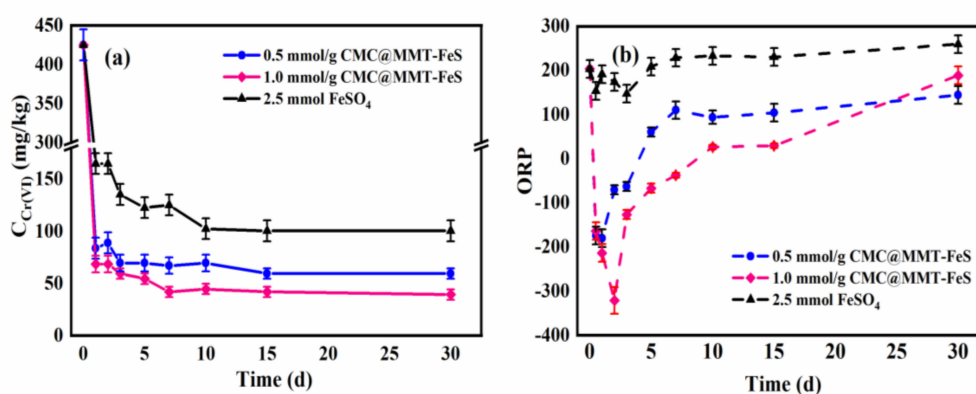 (a)
0.5 mmol/g CMC@MMT-FeS
1.0 mmol/g CMC@MMT-FeS
2.5 mmol FeSO₄
C_Cr(VI) (mg/kg)
450
400
350
300
150
100
50
0
0 5 10 15 20 25 30
Time (d)
(b)
ORP
300
200
100
0
-100
-200
-300
-400
0.5 mmol/g CMC@MMT-FeS
1.0 mmol/g CMC@MMT-FeS
2.5 mmol FeSO₄
0 5 10 15 20 25 30
Time (d)